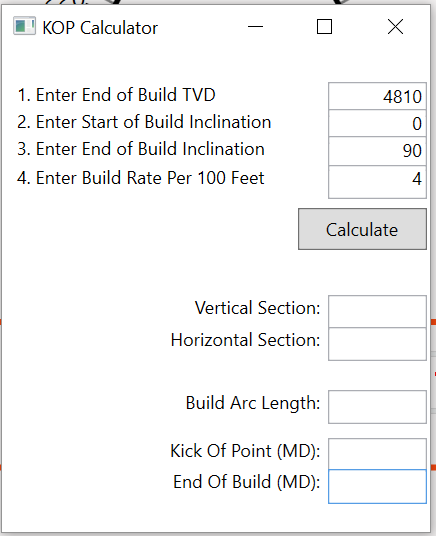 KOP Calculator
1. Enter End of Build TVD 4810
2. Enter Start of Build Inclination 0
3. Enter End of Build Inclination 90
4. Enter Build Rate Per 100 Feet 4
Calculate
Vertical Section:
Horizontal Section:
Build Arc Length:
Kick Of Point (MD):
End Of Build (MD):